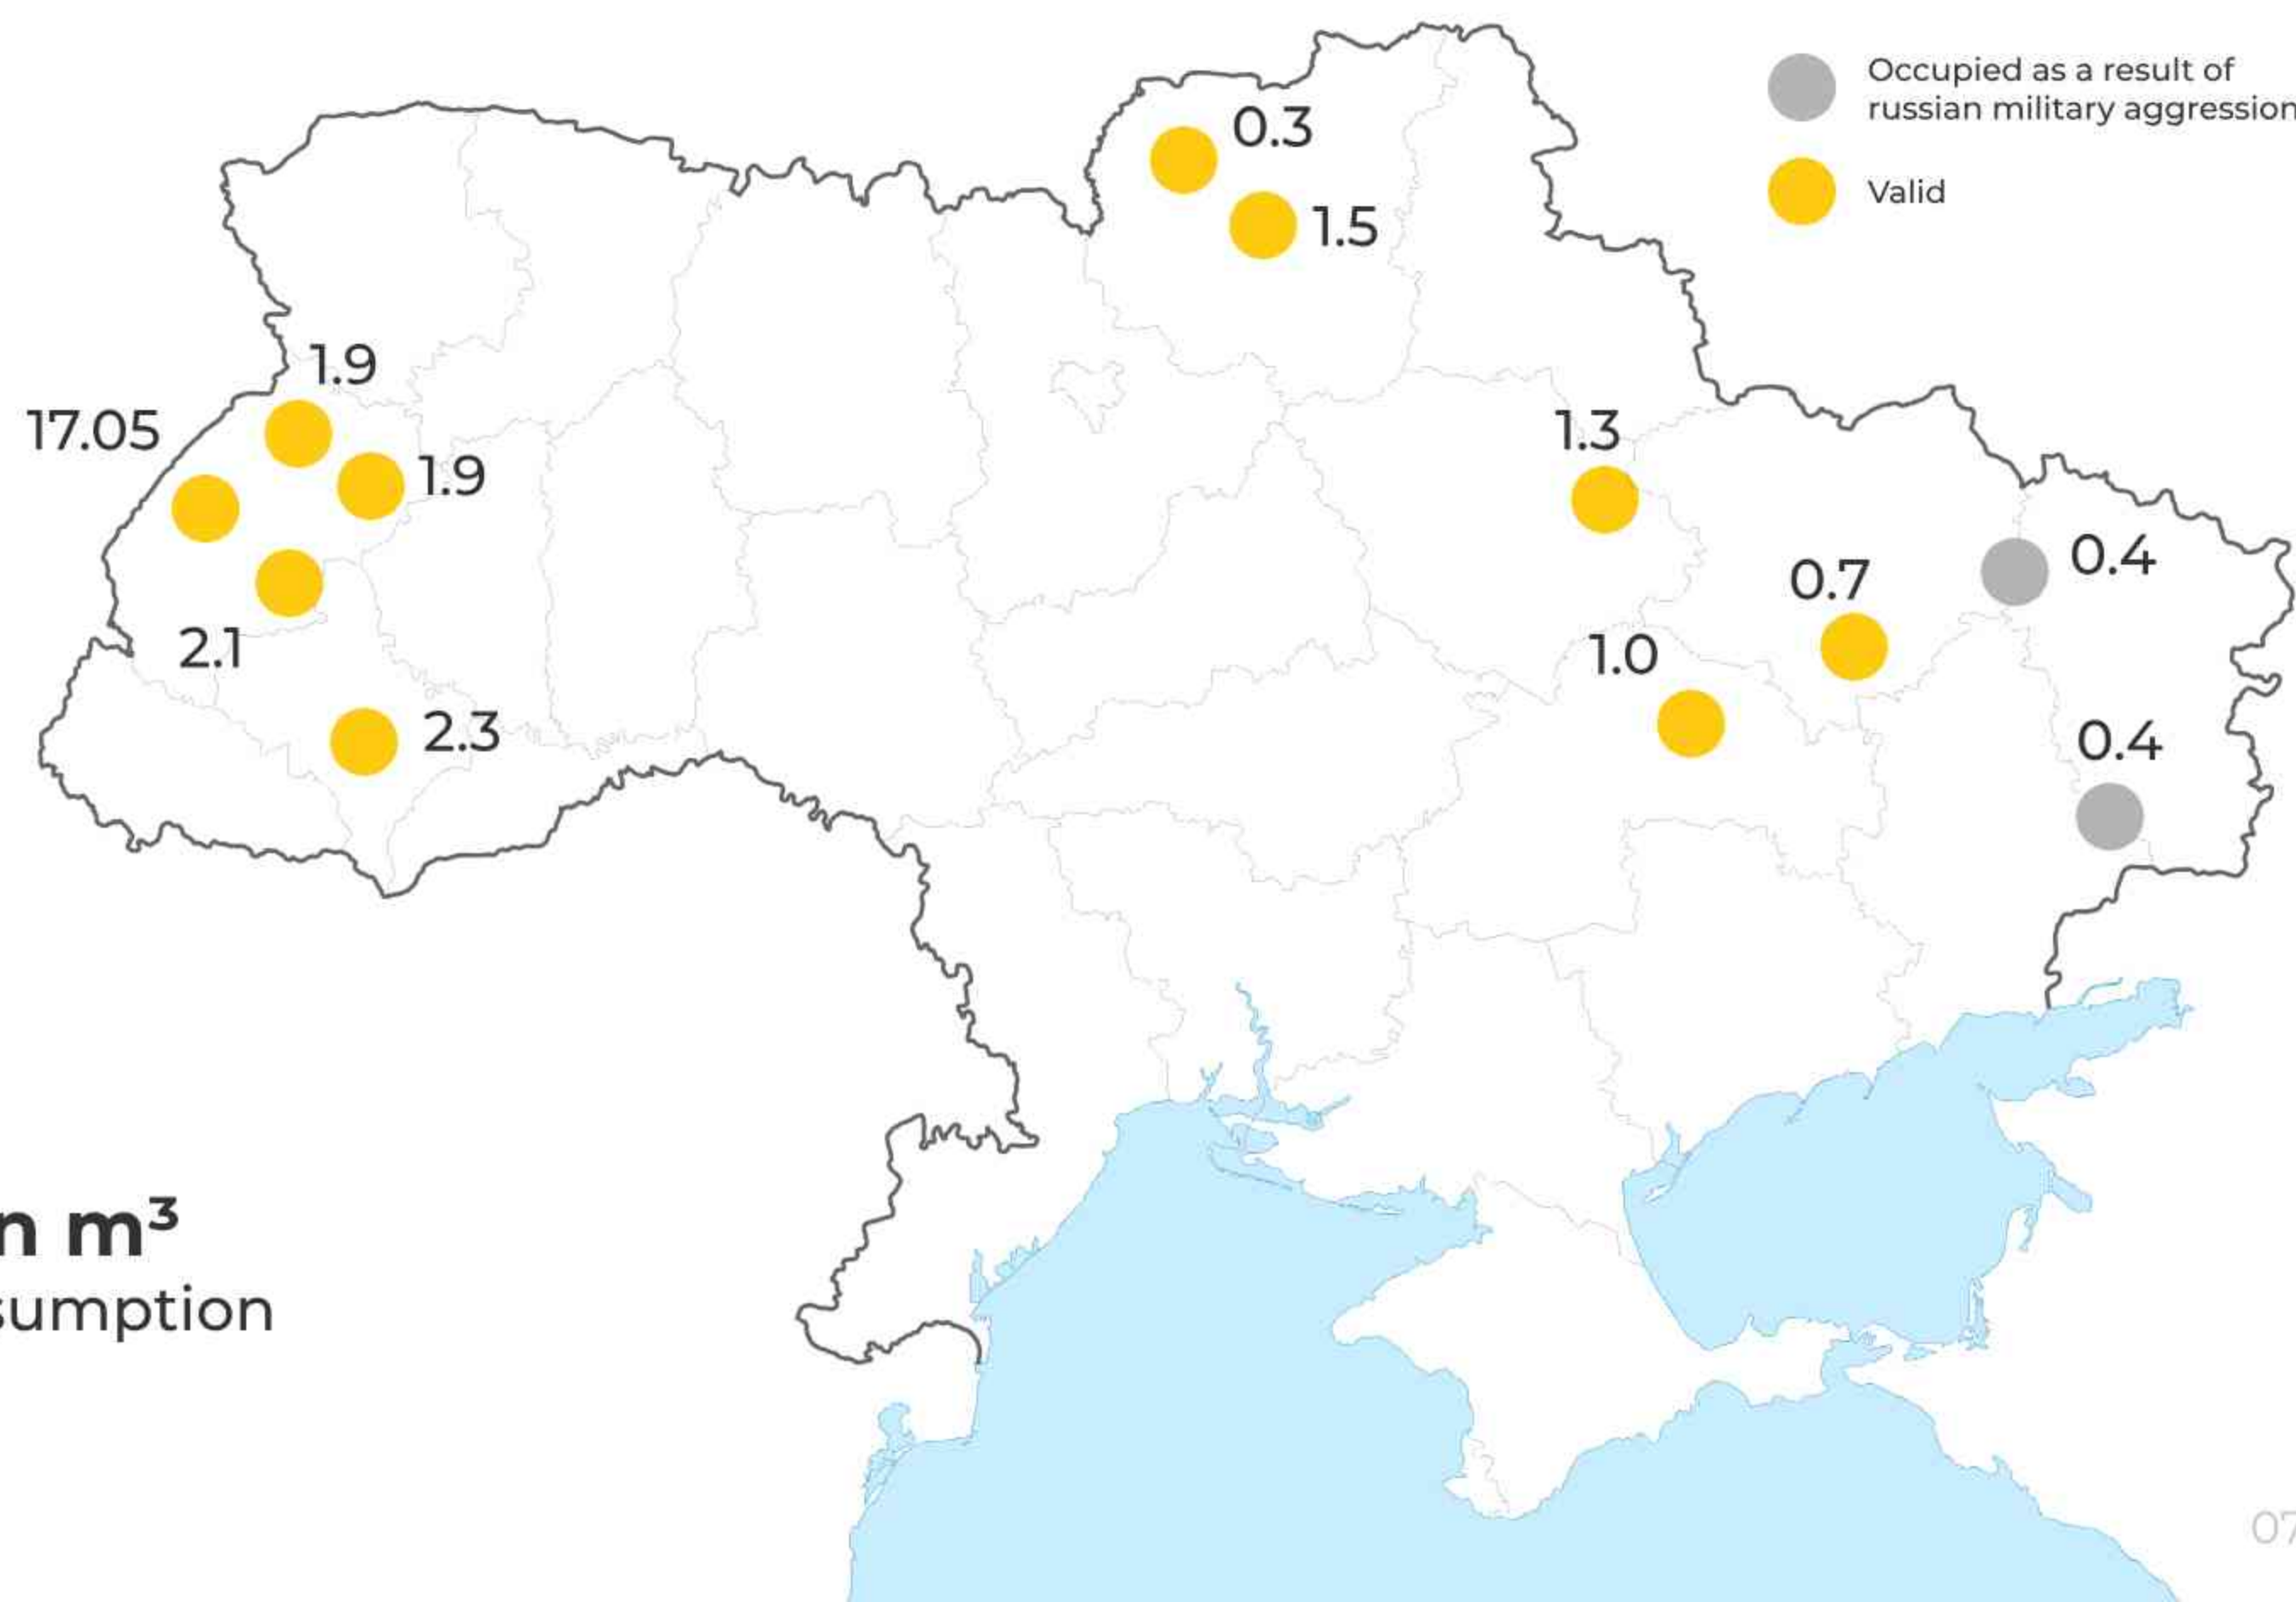 Occupied as a result of
russian military aggression
Valid
0.3
1.5
1.9
17.05
1.9
1.3
0.4
0.7
2.1
1.0
2.3
0.4
n m³
sumption
07